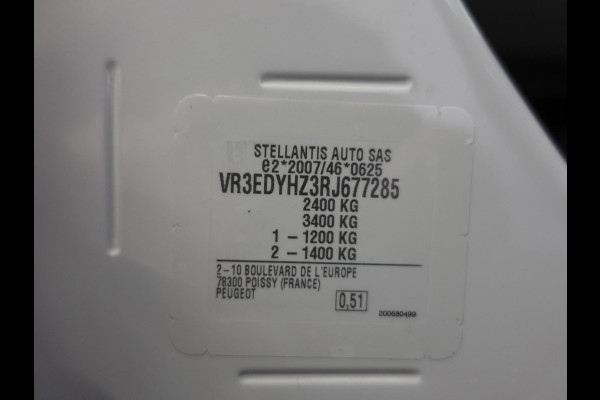 STELLANTIS AUTO SAS
e2*2007/46*0625
VR3EDYHZ3RJ677285
2400 KG
3400 KG
1 - 1200 KG
2 - 1400 KG
2-10 BOULEVARD DE L'EUROPE
78300 POISSY (FRANCE)
PEUGEOT
0,51
200680499